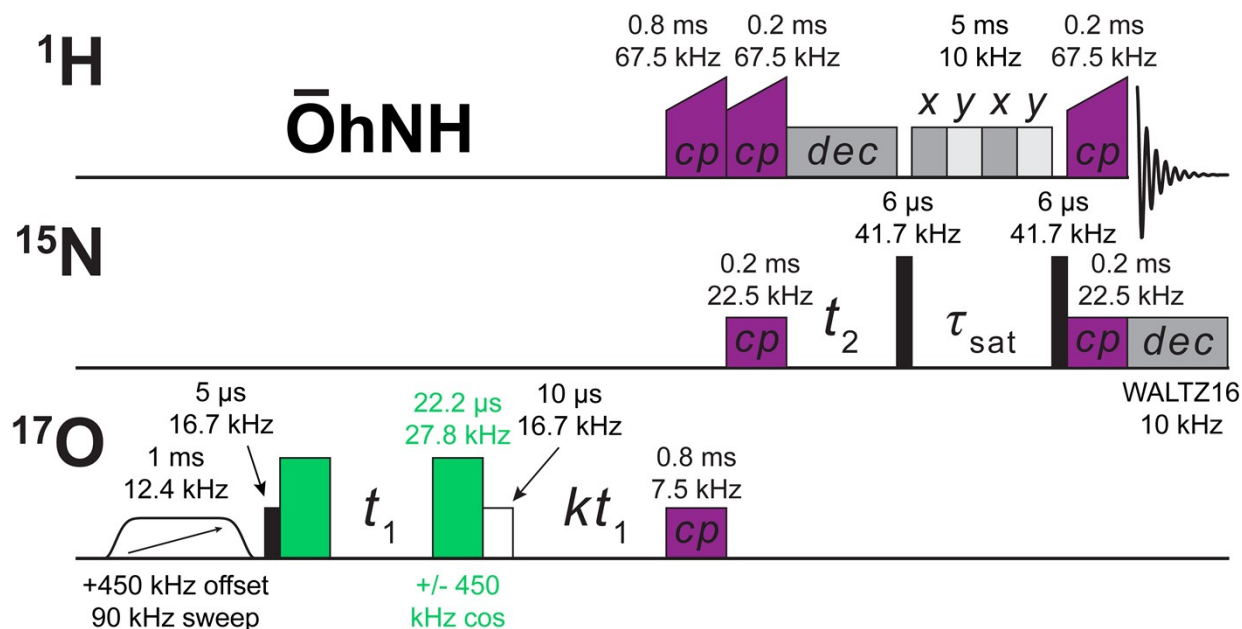 0.8 ms 0.2 ms 5 ms 0.2 ms
67.5 kHz 67.5 kHz 10 kHz 67.5 kHz
¹H
x y x y
ŌhNH
cp cp dec cp
6 µs 6 µs
41.7 kHz 41.7 kHz
¹⁵N
0.2 ms 0.2 ms
22.5 kHz 22.5 kHz
cp t₂ τsat cp dec
WALTZ16
10 kHz
5 µs 22.2 µs 10 µs
16.7 kHz 27.8 kHz 16.7 kHz
¹⁷O
1 ms 0.8 ms
12.4 kHz 7.5 kHz
t₁ kt₁ cp
+450 kHz offset +/- 450
90 kHz sweep kHz cos